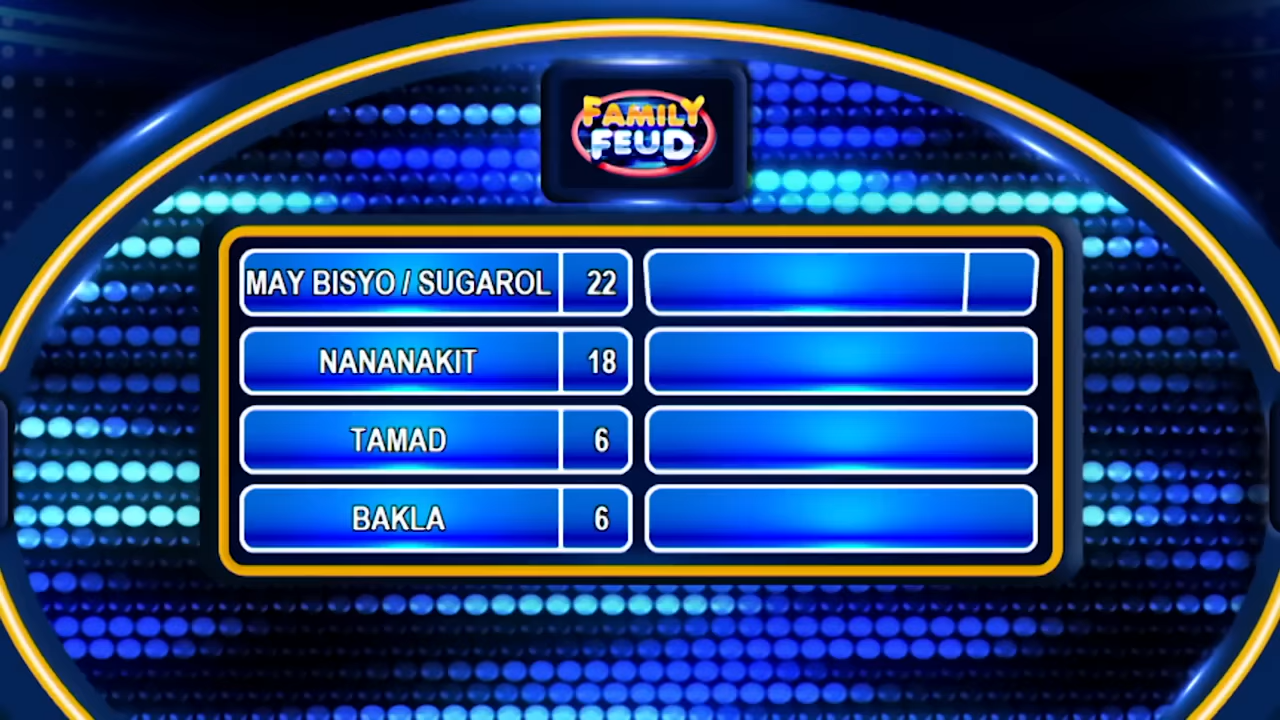 FAMILY
FEUD
MAY BISYO / SUGAROL 22
NANANAKIT 18
TAMAD 6
BAKLA 6